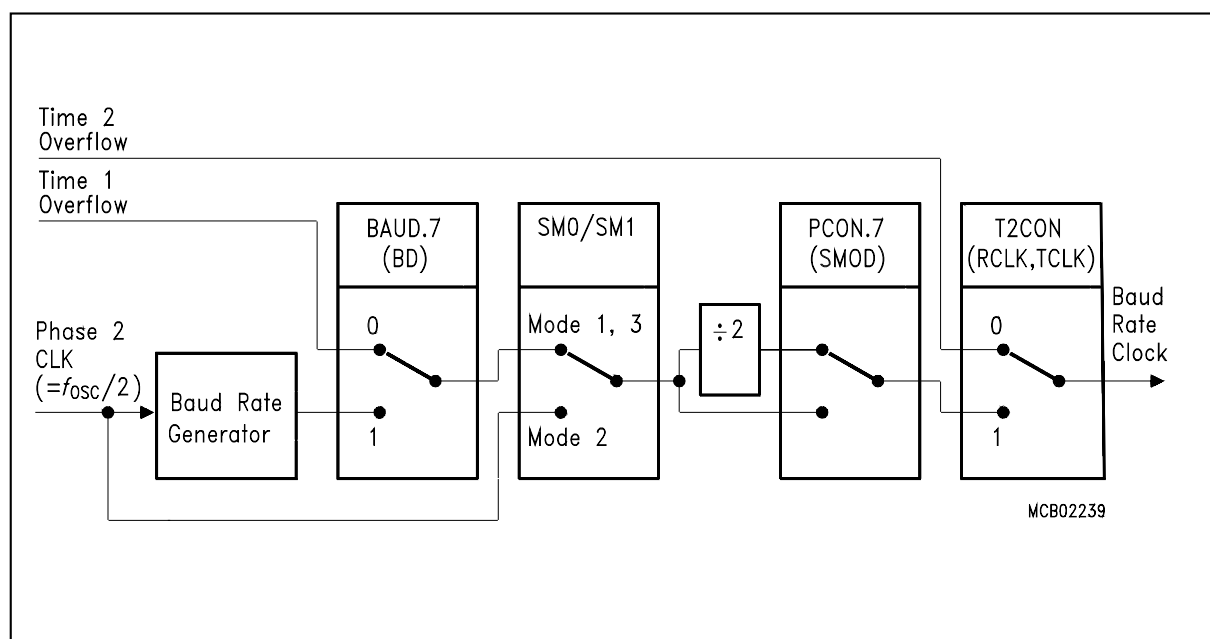 Time 2
Overflow
Time 1
Overflow
BAUD.7
(BD)
SM0/SM1
PCON.7
(SMOD)
T2CON
(RCLK,TCLK)
Phase 2
CLK
(=fOSC/2)
Baud Rate
Generator
0
1
Mode 1, 3
Mode 2
÷2
0
1
Baud
Rate
Clock
MCB02239